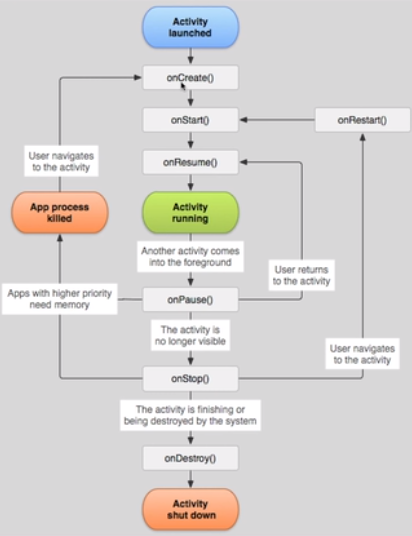 Activity
launched
onCreate()
onStart()
onRestart()
onResume()
User navigates
to the activity
App process
killed
Activity
running
Another activity comes
into the foreground
User returns
to the activity
Apps with higher priority
need memory
onPause()
The activity is
no longer visible
User navigates
to the activity
onStop()
The activity is finishing or
being destroyed by the system
onDestroy()
Activity
shut down